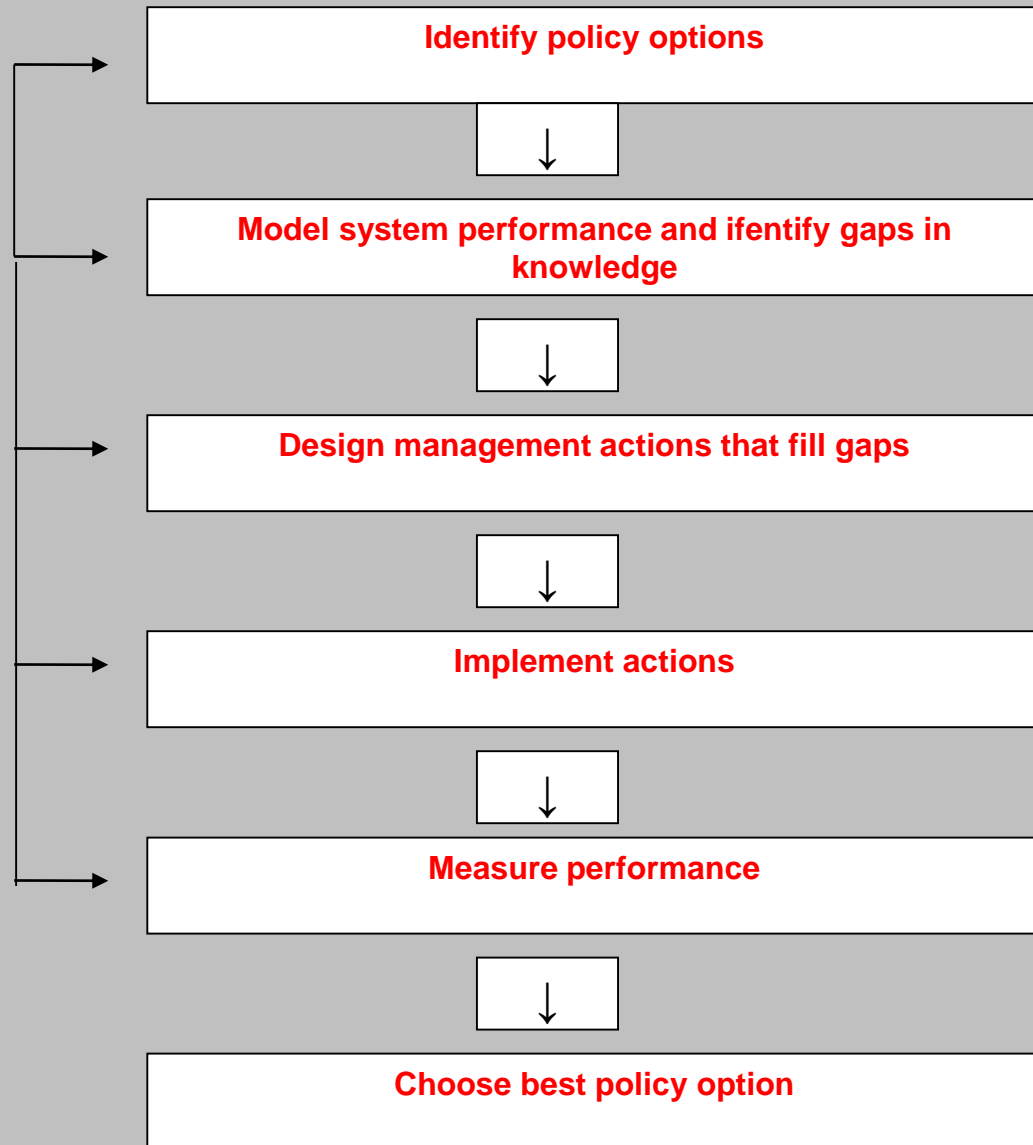 Identify policy options
↓
Model system performance and ifentify gaps in
knowledge
↓
Design management actions that fill gaps
↓
Implement actions
↓
Measure performance
↓
Choose best policy option